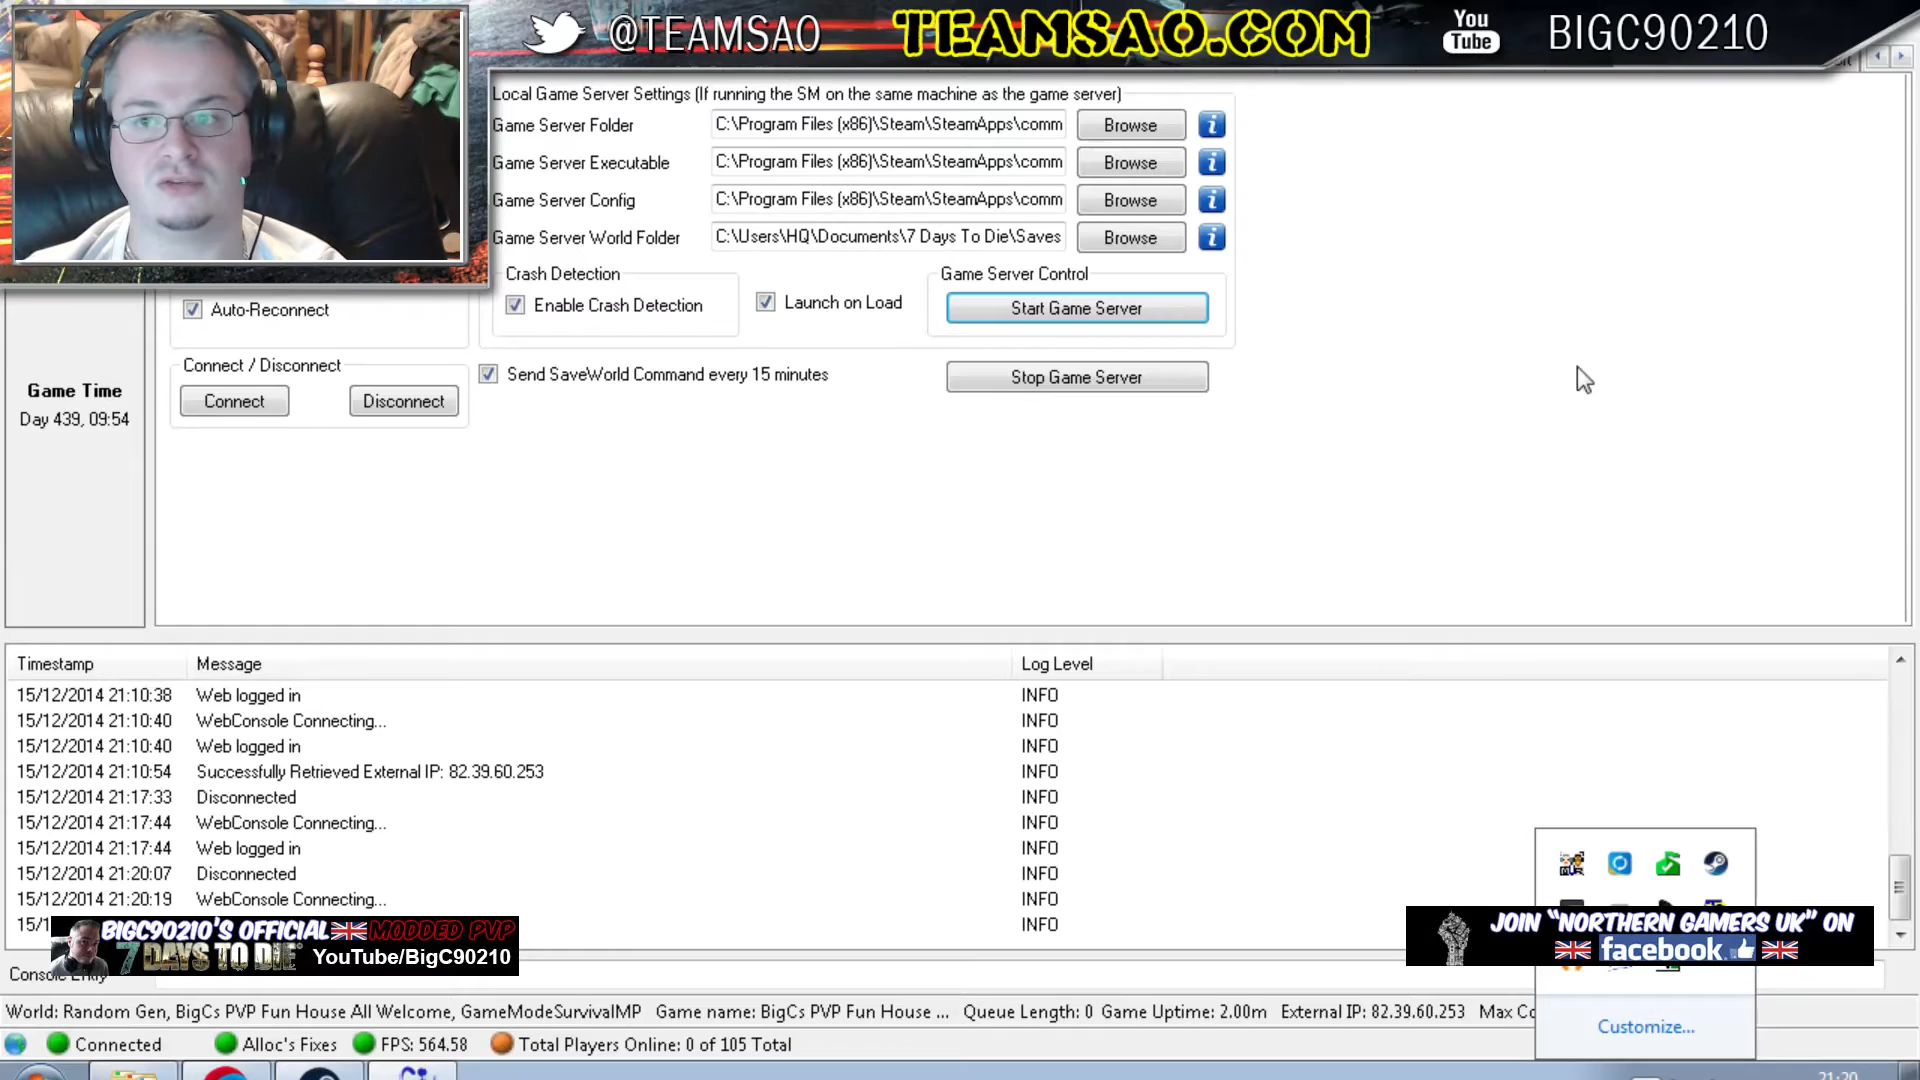 @TEAMSAO
TEAMSAO.COM
You Tube
BIGC90210
Local Game Server Settings (If running the SM on the same machine as the game server)
Game Server Folder C:\Program Files (x86)\Steam\SteamApps\comm Browse
Game Server Executable C:\Program Files (x86)\Steam\SteamApps\comm Browse
Game Server Config C:\Program Files (x86)\Steam\SteamApps\comm Browse
Game Server World Folder C:\Users\HQ\Documents\7 Days To Die\Saves Browse
Crash Detection
Game Server Control
Enable Crash Detection
Launch on Load
Start Game Server
Auto-Reconnect
Connect / Disconnect
Send SaveWorld Command every 15 minutes
Stop Game Server
Connect
Disconnect
Game Time
Day 439, 09:54
Timestamp Message Log Level
15/12/2014 21:10:38 Web logged in INFO
15/12/2014 21:10:40 WebConsole Connecting... INFO
15/12/2014 21:10:40 Web logged in INFO
15/12/2014 21:10:54 Successfully Retrieved External IP: 82.39.60.253 INFO
15/12/2014 21:17:33 Disconnected INFO
15/12/2014 21:17:44 WebConsole Connecting... INFO
15/12/2014 21:17:44 Web logged in INFO
15/12/2014 21:20:07 Disconnected INFO
15/12/2014 21:20:19 WebConsole Connecting... INFO
15/1 INFO
BIGC90210'S OFFICIAL MODDED PVP
7 DAYS TO DIE YouTube/BigC90210
JOIN "NORTHERN GAMERS UK" ON
facebook
World: Random Gen, BigCs PVP Fun House All Welcome, GameModeSurvivalMP Game name: BigCs PVP Fun House ... Queue Length: 0 Game Uptime: 2.00m External IP: 82.39.60.253 Max Co
Customize...
Connected Alloc's Fixes FPS: 564.58 Total Players Online: 0 of 105 Total
21:20